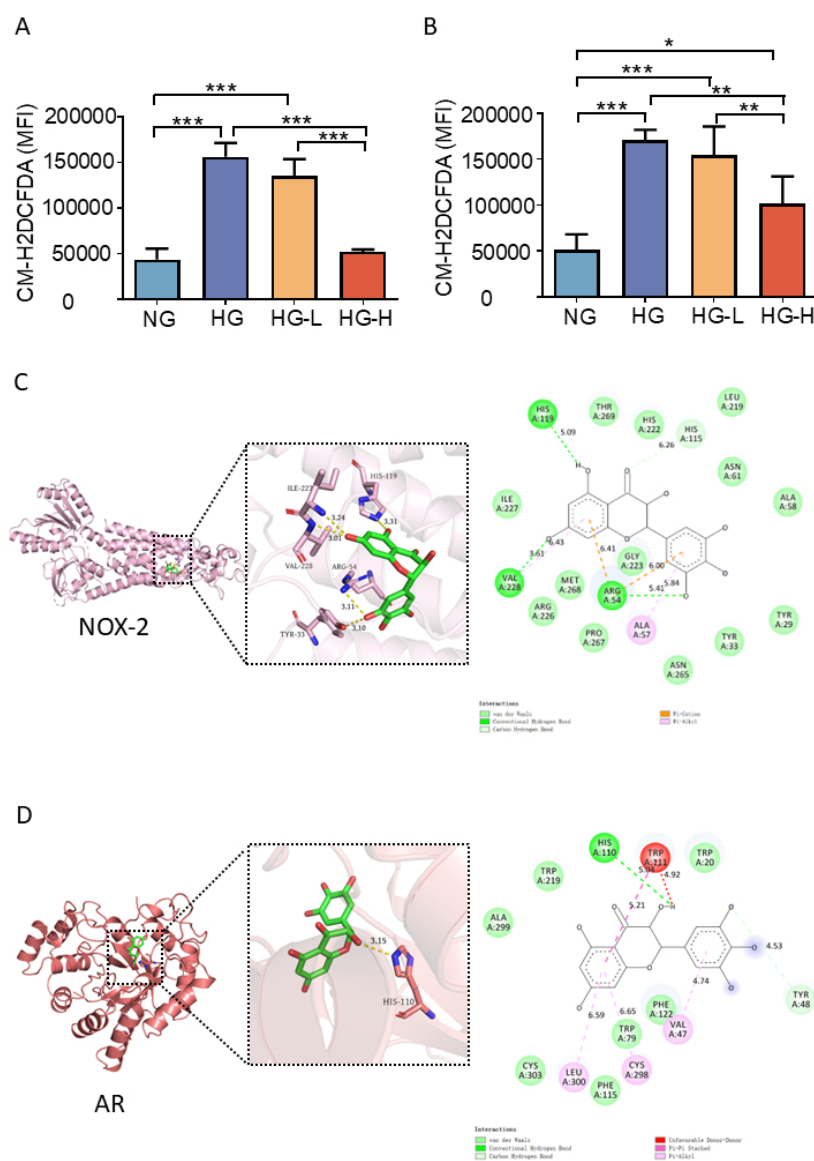 A
B
***
***
***
***
***
CM-H2DCFDA (MFI)
200000
150000
100000
50000
0
NG
HG
HG-L
HG-H
*
***
***
**
**
CM-H2DCFDA (MFI)
200000
150000
100000
50000
0
NG
HG
HG-L
HG-H
C
NOX-2
ILE-227
HIS-119
3.24
3.31
3.01
VAL-228
ARG-54
3.11
TYR-33
3.10
HIS
A:119
THR
A:269
HIS
A:222
HIS
A:115
LEU
A:219
5.09
6.26
ASN
A:61
ILE
A:227
ALA
A:58
6.43
3.61
6.41
GLY
A:223
6.00
5.84
5.41
VAL
A:228
MET
A:268
ARG
A:54
ARG
A:226
PRO
A:267
ALA
A:57
TYR
A:29
TYR
A:33
ASN
A:265
Interactions
van der Waals
Conventional Hydrogen Bond
Carbon Hydrogen Bond
Pi-Cation
Pi-Alkyl
H
D
AR
3.15
HIS-110
HIS
A:110
TRP
A:20
TRP
A:219
4.92
5.21
ALA
A:299
4.53
TYR
A:48
4.74
PHE
A:122
VAL
A:47
6.59
6.65
TRP
A:79
CYS
A:303
LEU
A:300
CYS
A:298
PHE
A:115
H
Interactions
van der Waals
Conventional Hydrogen Bond
Carbon Hydrogen Bond
Unfavorable Donor-Donor
Pi-Pi Stacked
Pi-Alkyl